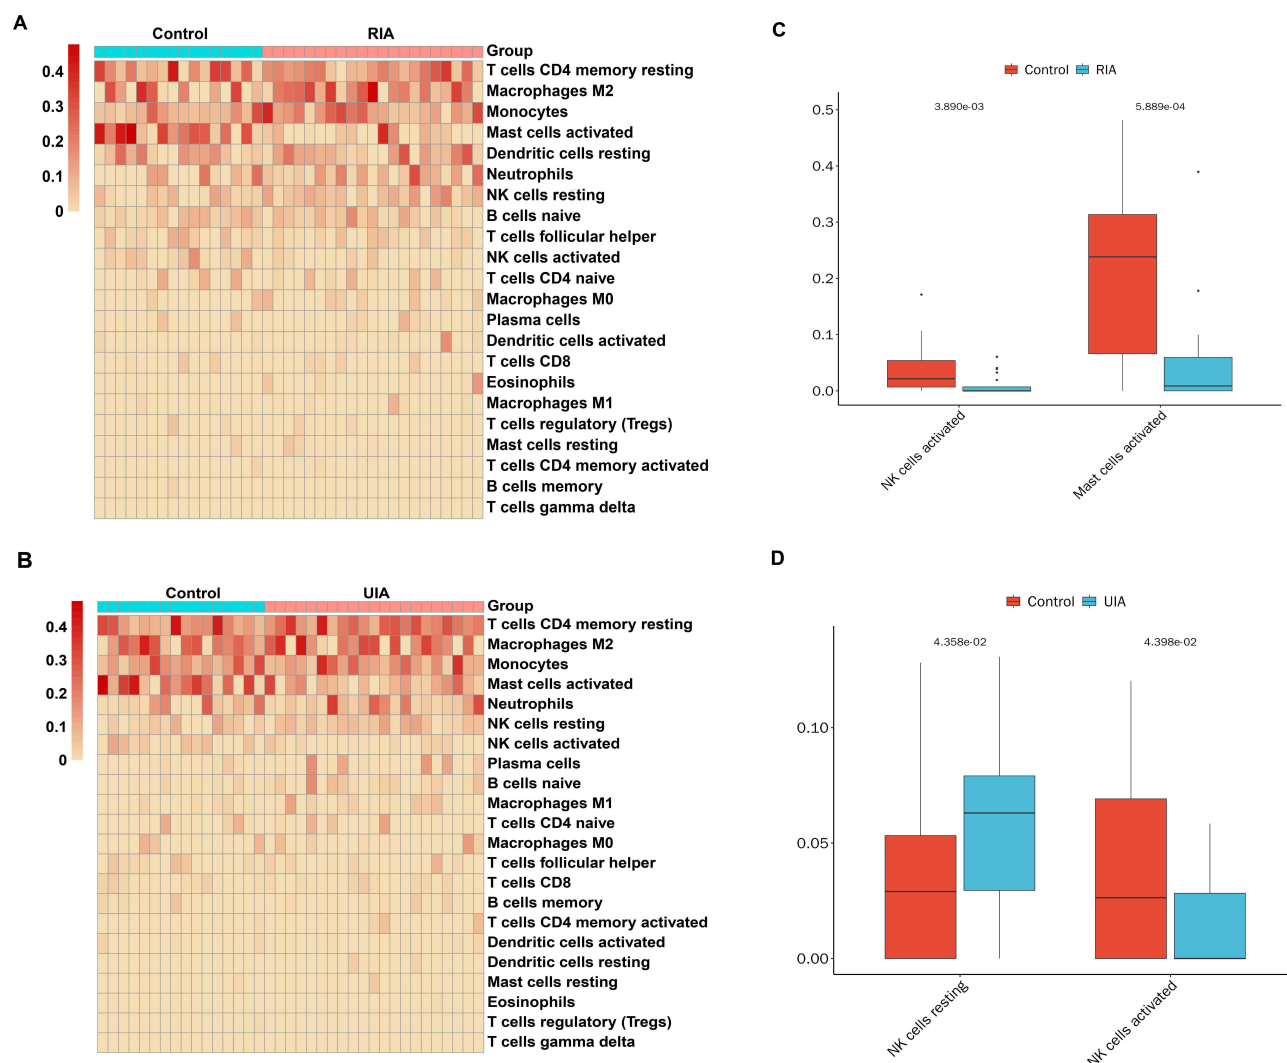 A
Control RIA
Group
0.4
0.3
0.2
0.1
0
T cells CD4 memory resting
Macrophages M2
Monocytes
Mast cells activated
Dendritic cells resting
Neutrophils
NK cells resting
B cells naive
T cells follicular helper
NK cells activated
T cells CD4 naive
Macrophages M0
Plasma cells
Dendritic cells activated
T cells CD8
Eosinophils
Macrophages M1
T cells regulatory (Tregs)
Mast cells resting
T cells CD4 memory activated
B cells memory
T cells gamma delta
B
Control UIA
Group
0.4
0.3
0.2
0.1
0
T cells CD4 memory resting
Macrophages M2
Monocytes
Mast cells activated
Neutrophils
NK cells resting
NK cells activated
Plasma cells
B cells naive
Macrophages M1
T cells CD4 naive
Macrophages M0
T cells follicular helper
T cells CD8
B cells memory
T cells CD4 memory activated
Dendritic cells activated
Dendritic cells resting
Mast cells resting
Eosinophils
T cells regulatory (Tregs)
T cells gamma delta
C
Control RIA
3.890e-03 5.889e-04
0.5
0.4
0.3
0.2
0.1
0.0
NK cells activated
Mast cells activated
D
Control UIA
4.358e-02 4.398e-02
0.10
0.05
0.00
NK cells resting
NK cells activated